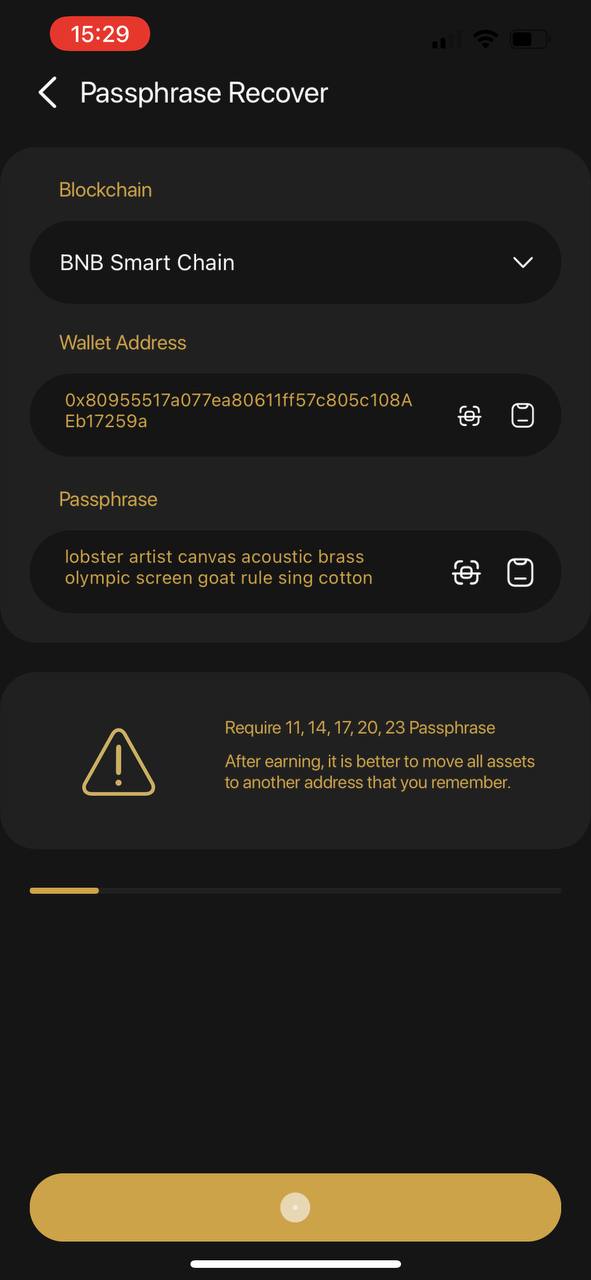 15:29
Passphrase Recover
Blockchain
BNB Smart Chain
Wallet Address
0x80955517a077ea80611ff57c805c108A
Eb17259a
Passphrase
lobster artist canvas acoustic brass
olympic screen goat rule sing cotton
Require 11, 14, 17, 20, 23 Passphrase
After earning, it is better to move all assets
to another address that you remember.